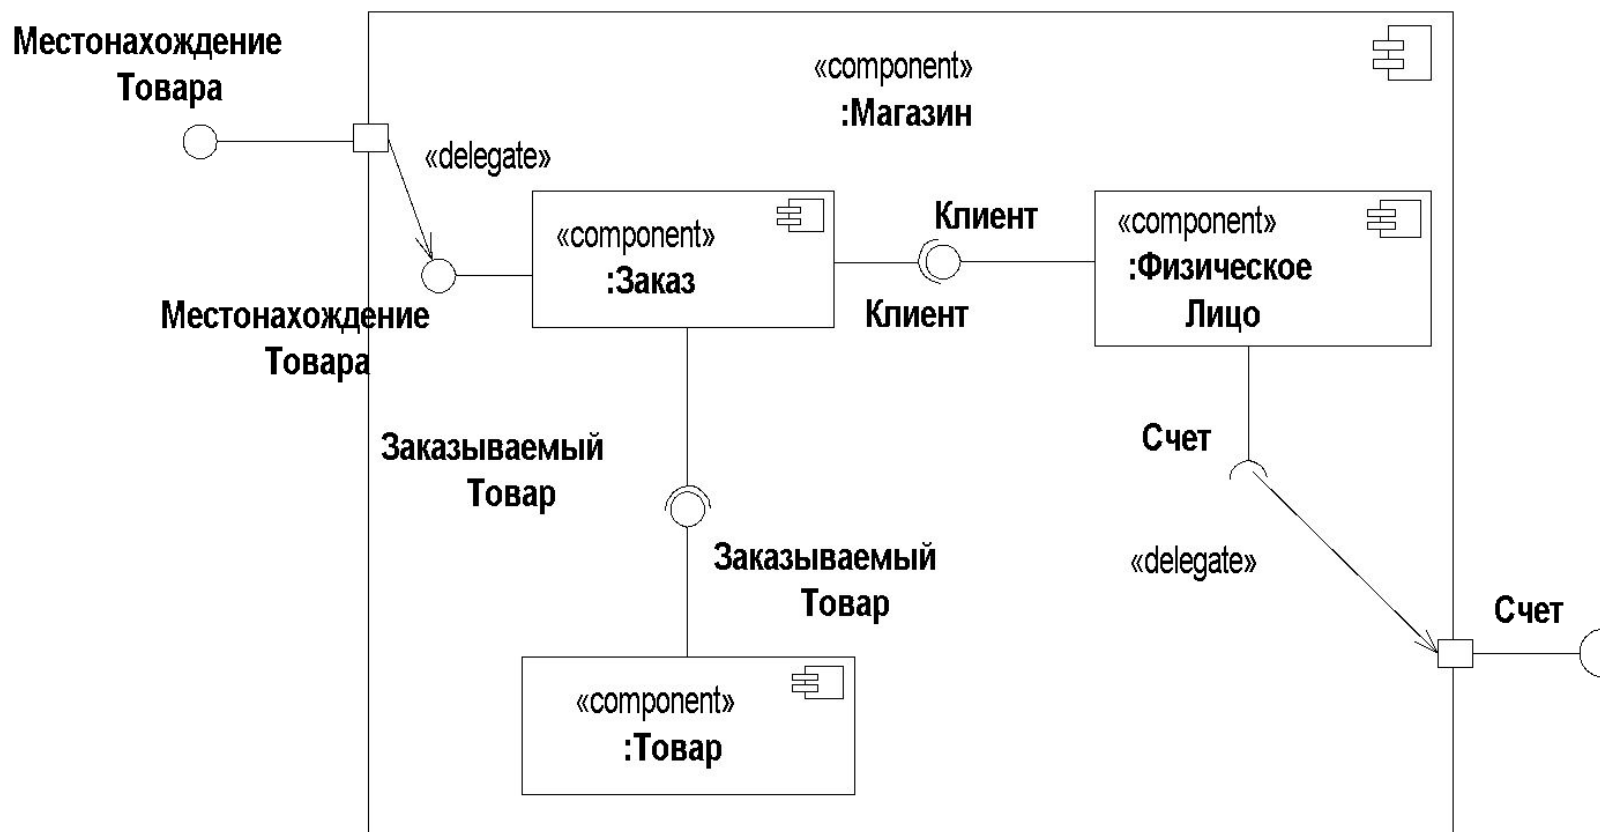 Местонахождение
Товара
«component»
:Магазин
«delegate»
«component»
:Заказ
Клиент
Клиент
«component»
:Физическое
Лицо
Местонахождение
Товара
Заказываемый
Товар
Счет
Заказываемый
Товар
«delegate»
Счет
«component»
:Товар